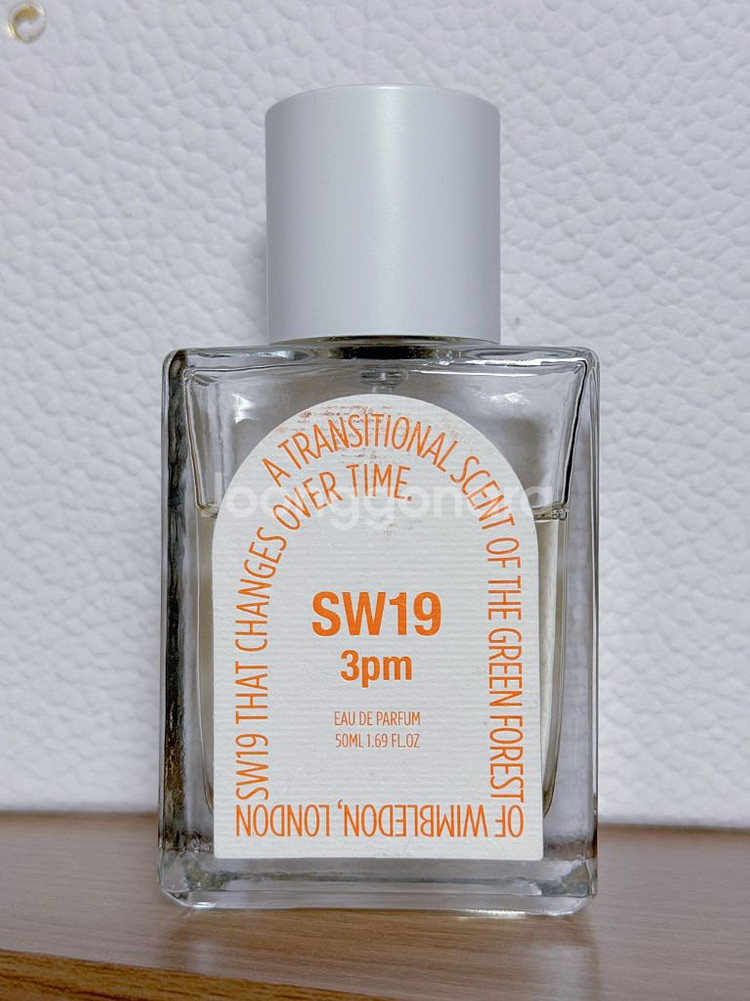 A TRANSITIONAL SCENT OF THE GREEN FOREST
OF WIMBLEDON, LONDON
SW19 THAT CHANGES OVER TIME.
SW19
3pm
EAU DE PARFUM
50ML 1.69 FL.OZ
joonggonara